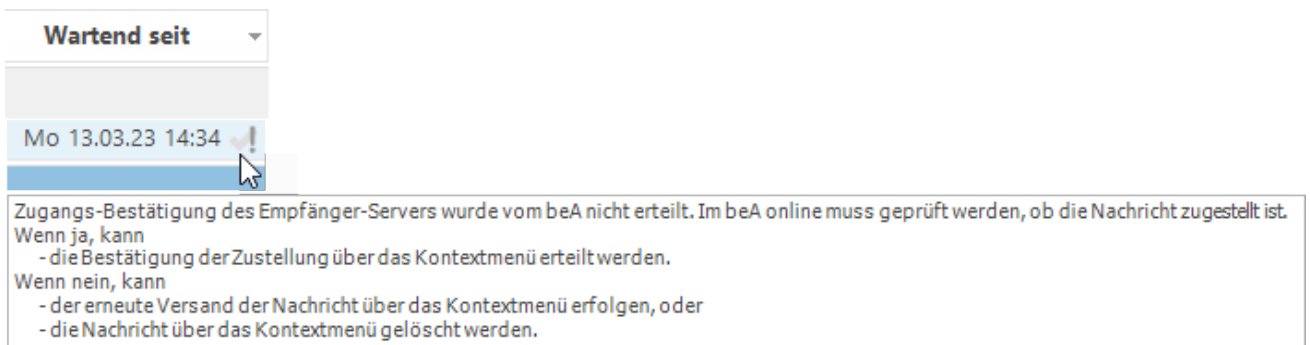 Wartend seit
Mo 13.03.23 14:34
Zugangs-Bestätigung des Empfänger-Servers wurde vom beA nicht erteilt. Im beA online muss geprüft werden, ob die Nachricht zugestellt ist.
Wenn ja, kann
- die Bestätigung der Zustellung über das Kontextmenü erteilt werden.
Wenn nein, kann
- der erneute Versand der Nachricht über das Kontextmenü erfolgen, oder
- die Nachricht über das Kontextmenü gelöscht werden.